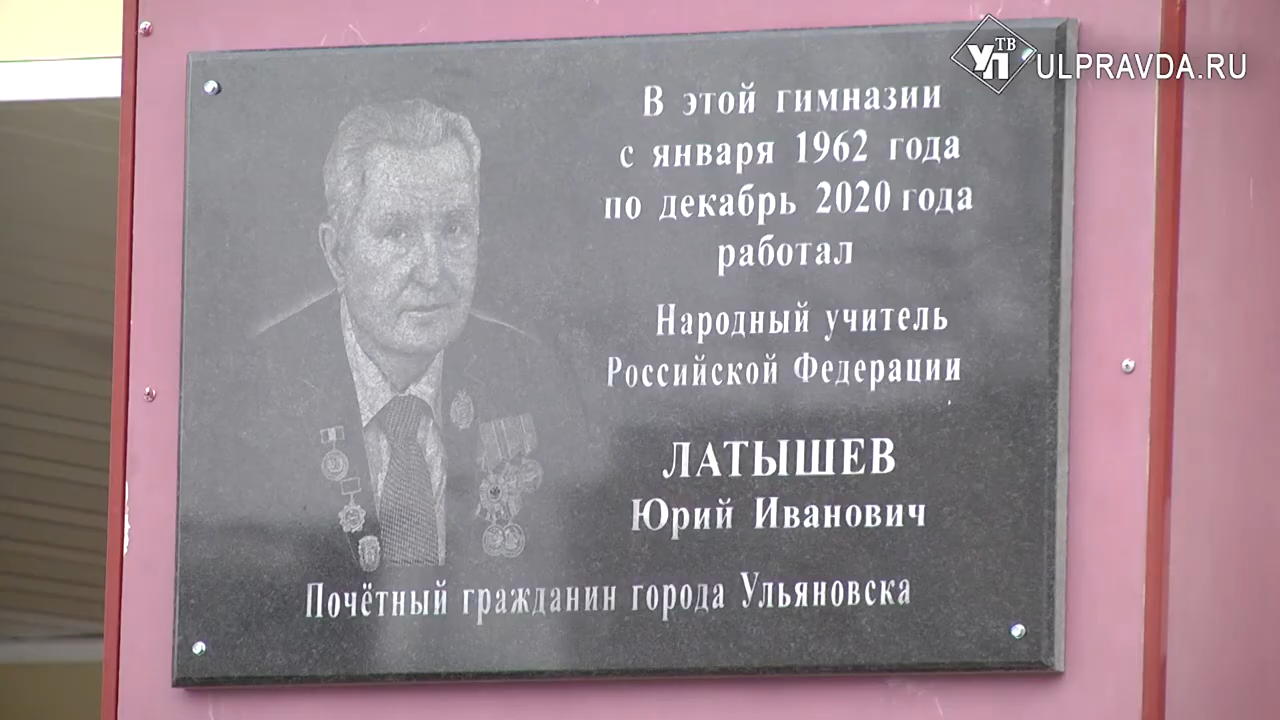 УП ТВ
ULPRAVDA.RU
В этой гимназии
с января 1962 года
по декабрь 2020 года
работал
Народный учитель
Российской Федерации
ЛАТЫШЕВ
Юрий Иванович
Почётный гражданин города Ульяновска